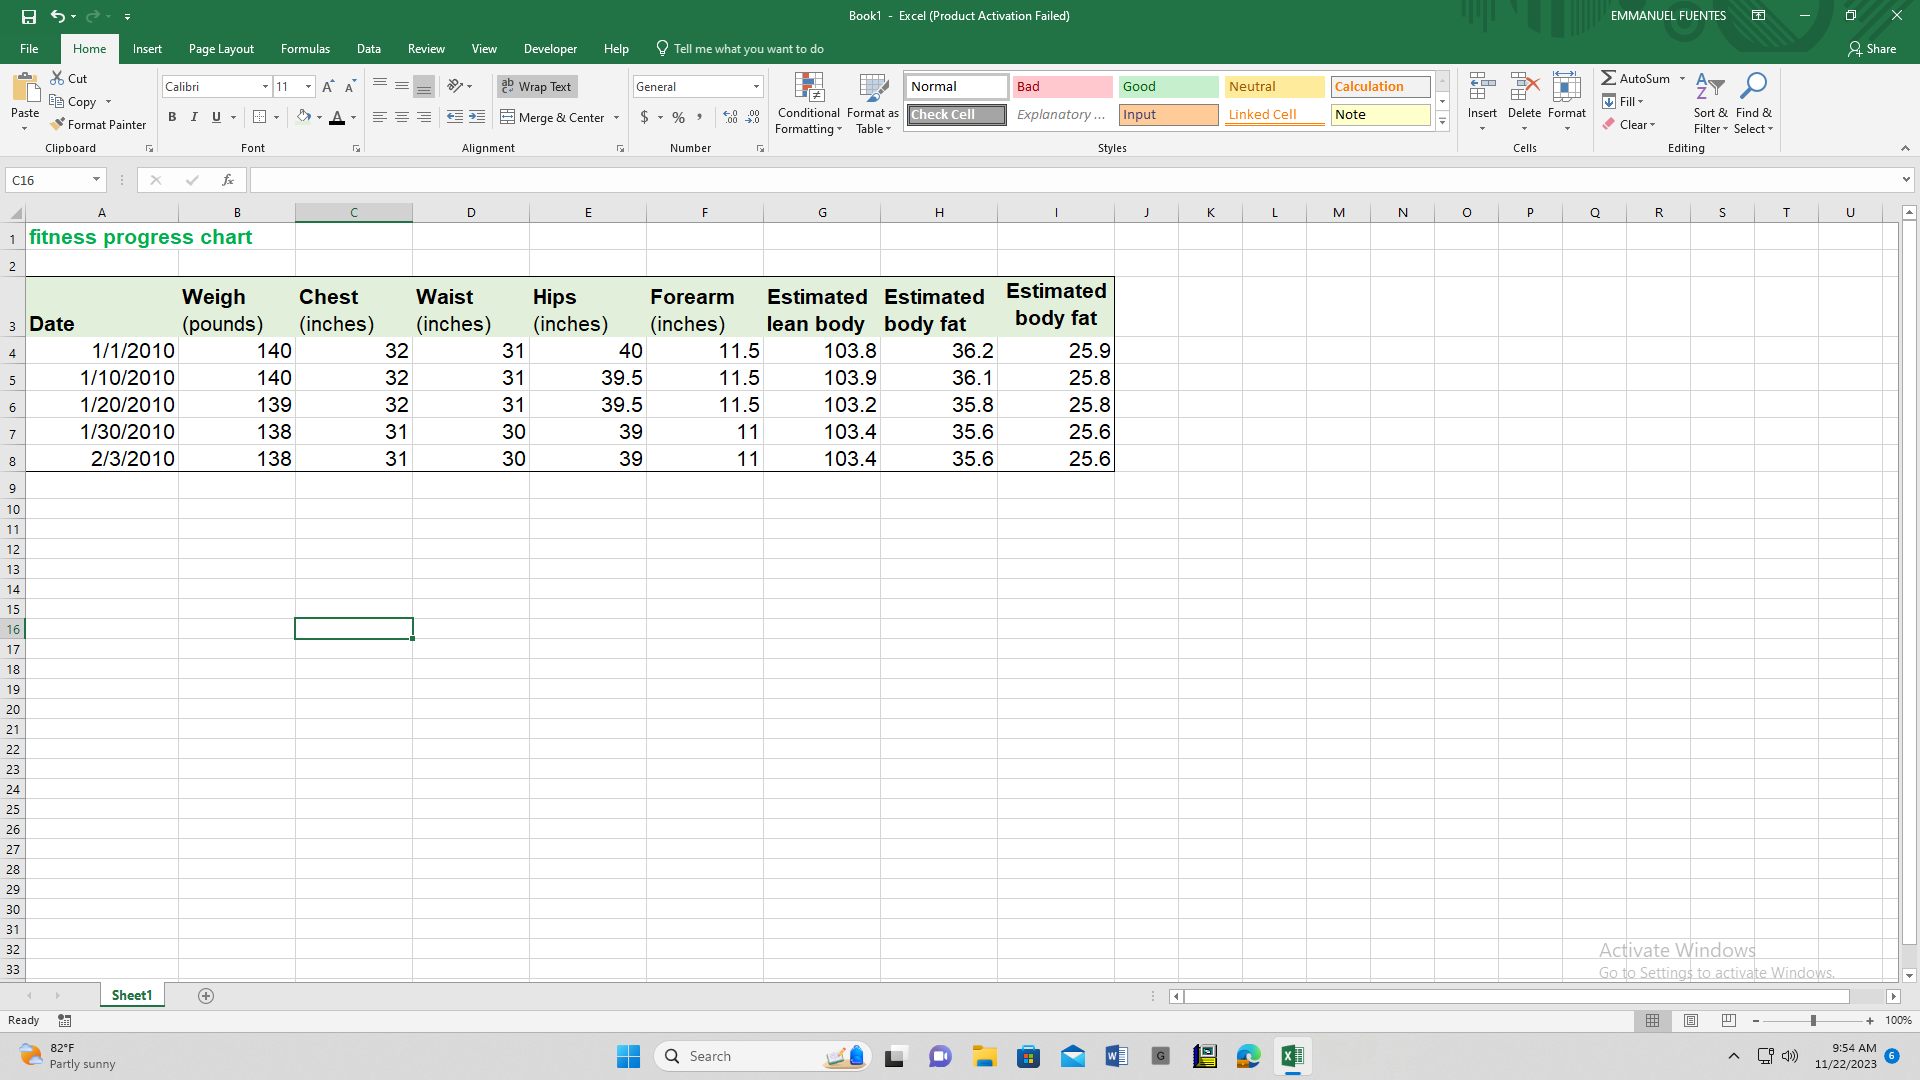 Book1 - Excel (Product Activation Failed)
EMMANUEL FUENTES
File Home Insert Page Layout Formulas Data Review View Developer Help Tell me what you want to do Share
Paste
Cut
Copy
Format Painter
Clipboard
Calibri 11
B I U
Font
Wrap Text
Merge & Center
Alignment
General
$ % ,
Number
Conditional Formatting
Format as Table
Normal Bad Good Neutral Calculation
Check Cell Explanatory ... Input Linked Cell Note
Styles
Insert Delete Format
Cells
AutoSum
Fill
Clear
Sort & Filter
Find & Select
Editing
C16 fx
A B C D E F G H I J K L M N O P Q R S T U
1 fitness progress chart
2
3 Date Weigh (pounds) Chest (inches) Waist (inches) Hips (inches) Forearm (inches) Estimated lean body Estimated body fat Estimated body fat
4 1/1/2010 140 32 31 40 11.5 103.8 36.2 25.9
5 1/10/2010 140 32 31 39.5 11.5 103.9 36.1 25.8
6 1/20/2010 139 32 31 39.5 11.5 103.2 35.8 25.8
7 1/30/2010 138 31 30 39 11 103.4 35.6 25.6
8 2/3/2010 138 31 30 39 11 103.4 35.6 25.6
9
10
11
12
13
14
15
16
17
18
19
20
21
22
23
24
25
26
27
28
29
30
31
32
33
Activate Windows
Go to Settings to activate Windows.
Sheet1
Ready
100%
82°F
Partly sunny
Search
9:54 AM
11/22/2023
6